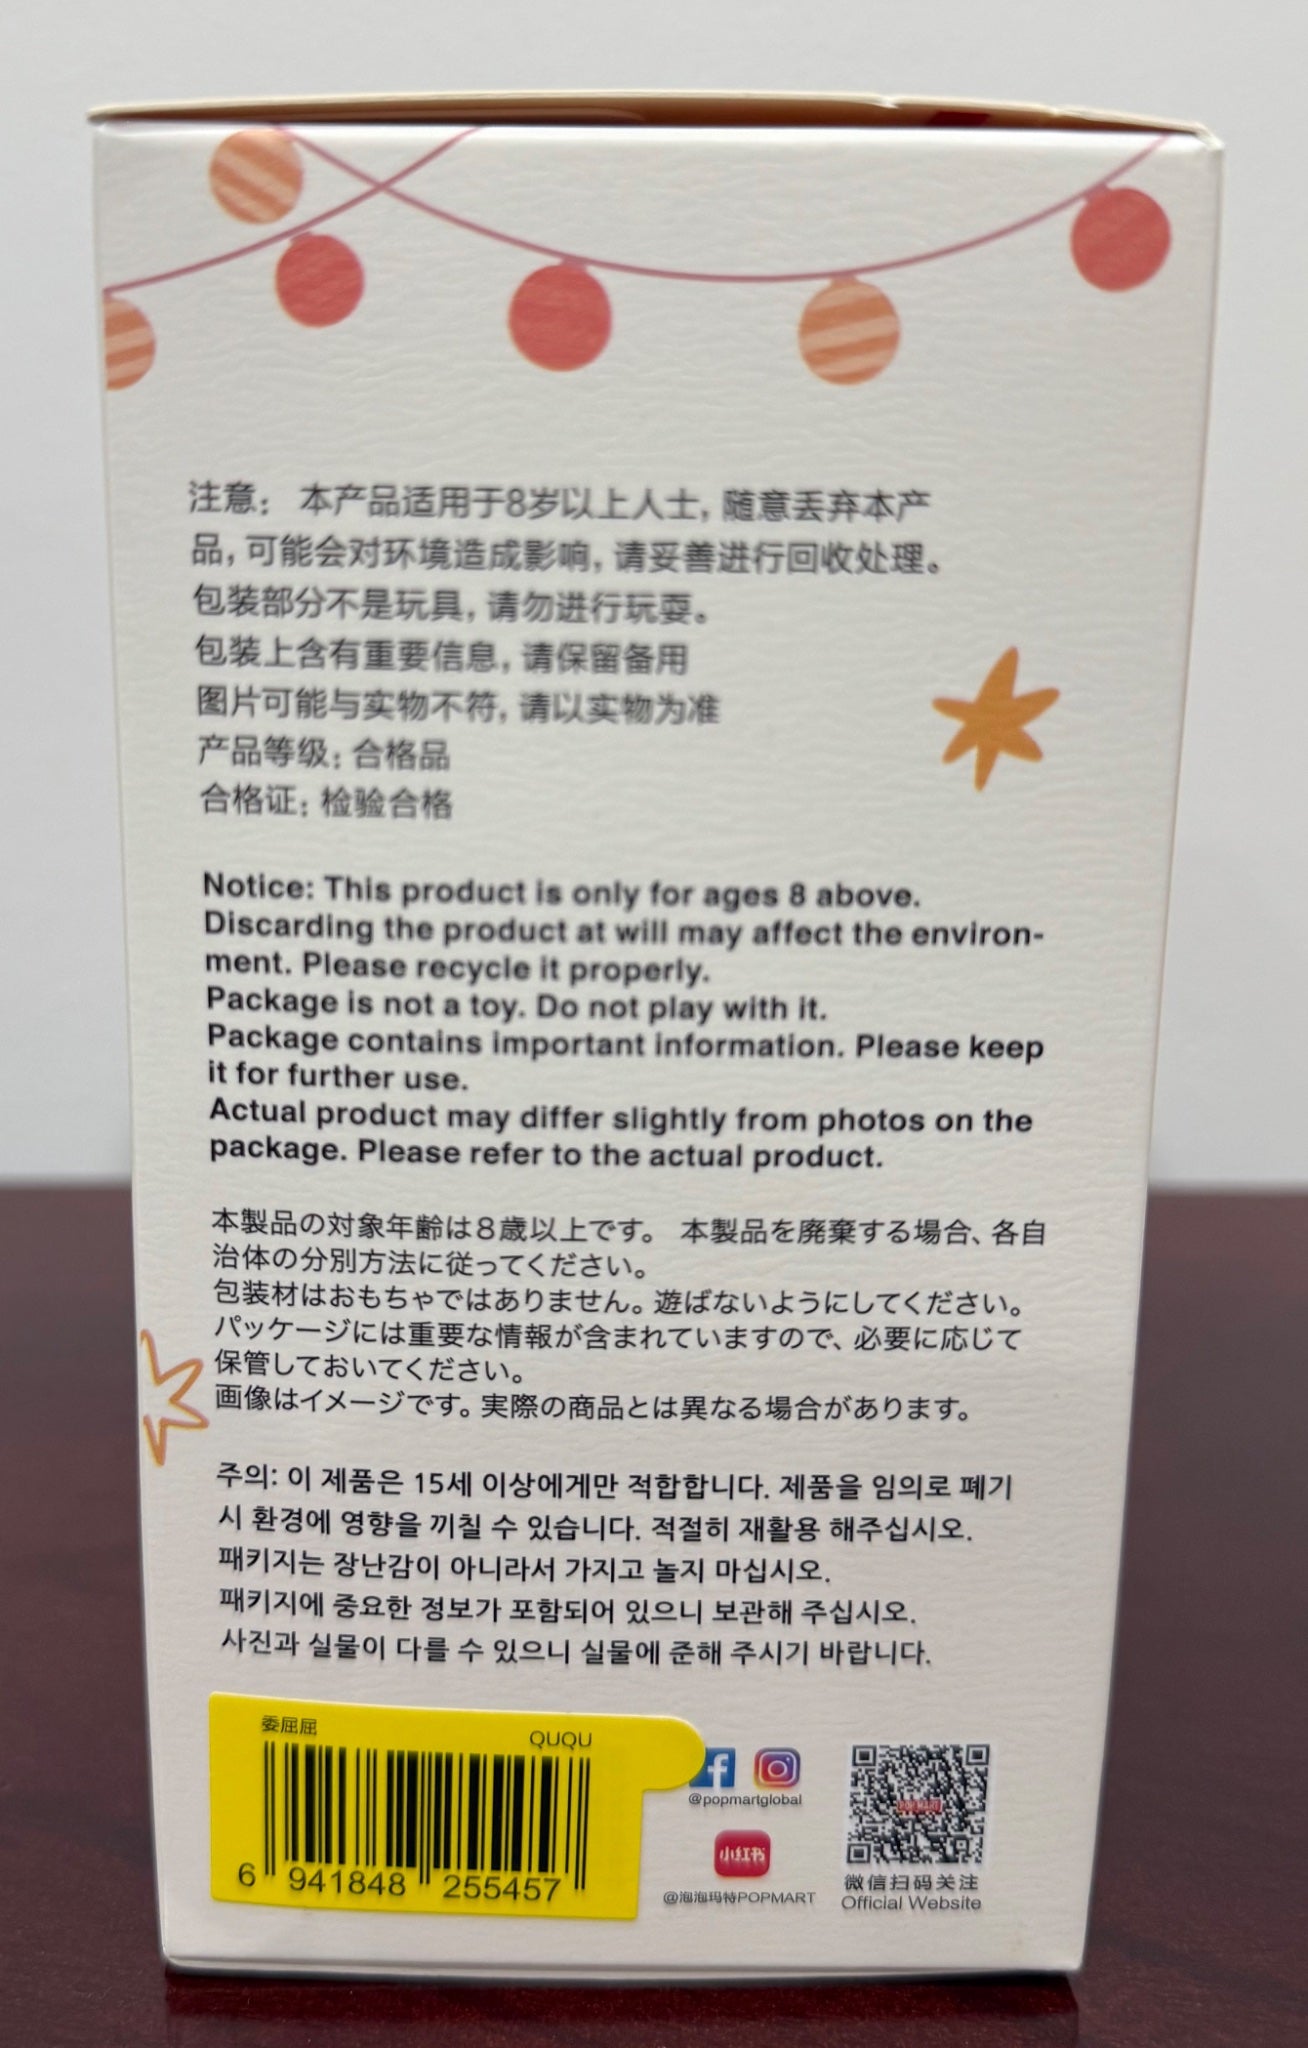 注意： 本产品适用于8岁以上人士, 随意丢弃本产
品, 可能会对环境造成影响, 请妥善进行回收处理。
包装部分不是玩具, 请勿进行玩耍。
包装上含有重要信息, 请保留备用
图片可能与实物不符, 请以实物为准
产品等级: 合格品
合格证: 检验合格
Notice: This product is only for ages 8 above.
Discarding the product at will may affect the environ-
ment. Please recycle it properly.
Package is not a toy. Do not play with it.
Package contains important information. Please keep
it for further use.
Actual product may differ slightly from photos on the
package. Please refer to the actual product.
本製品の対象年齢は8歳以上です。 本製品を廃棄する場合、各自
治体の分別方法に従ってください。
包装材はおもちゃではありません。遊ばないようにしてください。
パッケージには重要な情報が含まれていますので、必要に応じて
保管しておいてください。
画像はイメージです。実際の商品とは異なる場合があります。
주의: 이 제품은 15세 이상에게만 적합합니다. 제품을 임의로 폐기
시 환경에 영향을 끼칠 수 있습니다. 적절히 재활용 해주십시오.
패키지는 장난감이 아니라서 가지고 놀지 마십시오.
패키지에 중요한 정보가 포함되어 있으니 보관해 주십시오.
사진과 실물이 다를 수 있으니 실물에 준해 주시기 바랍니다.
委屈屈 QUQU
6 941848 255457
@popmartglobal
小红书
@泡泡玛特POPMART
POP MART
微信扫码关注
Official Website